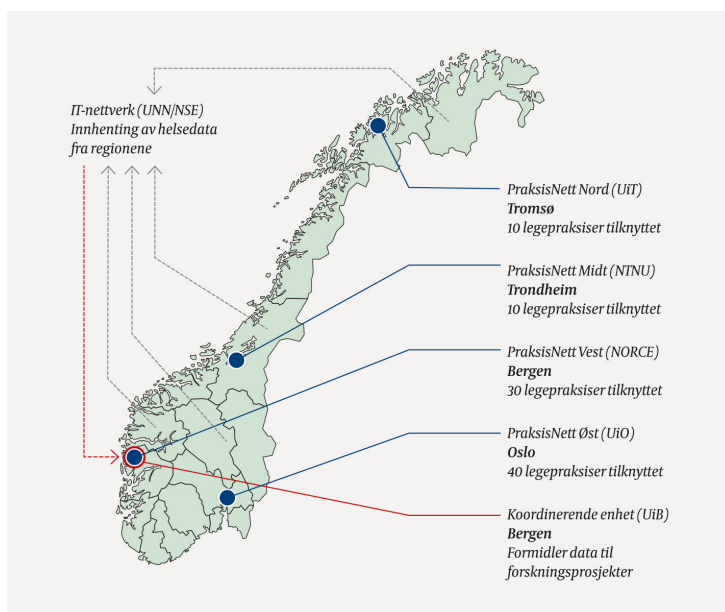 IT-nettverk (UNN/NSE)
Innhenting av helsedata
fra regionene
PraksisNett Nord (UiT)
Tromsø
10 legepraksiser tilknyttet
PraksisNett Midt (NTNU)
Trondheim
10 legepraksiser tilknyttet
PraksisNett Vest (NORCE)
Bergen
30 legepraksiser tilknyttet
PraksisNett Øst (UiO)
Oslo
40 legepraksiser tilknyttet
Koordinerende enhet (UiB)
Bergen
Formidler data til
forskningsprosjekter